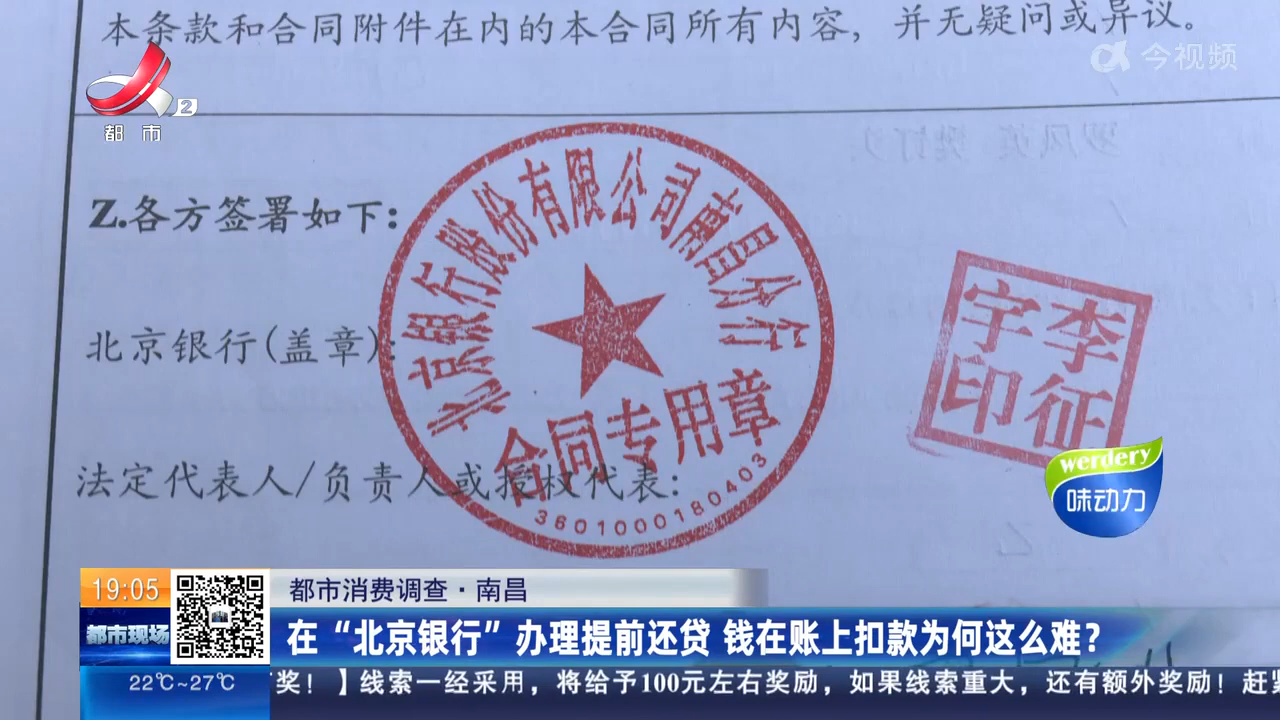 本条款和合同附件在内的本合同所有内容，并无疑问或异议。
今视频
2
都市
Z.各方签署如下：
北京银行股份有限公司南昌分行
合同专用章
3601000180403
李征宇印
北京银行(盖章):
法定代表人/负责人或授权代表:
werdery
味动力
19:05
都市现场
都市消费调查·南昌
在“北京银行”办理提前还贷 钱在账上扣款为何这么难？
22℃~27℃
奖！】线索一经采用，将给予100元左右奖励，如果线索重大，还有额外奖励！赶紧